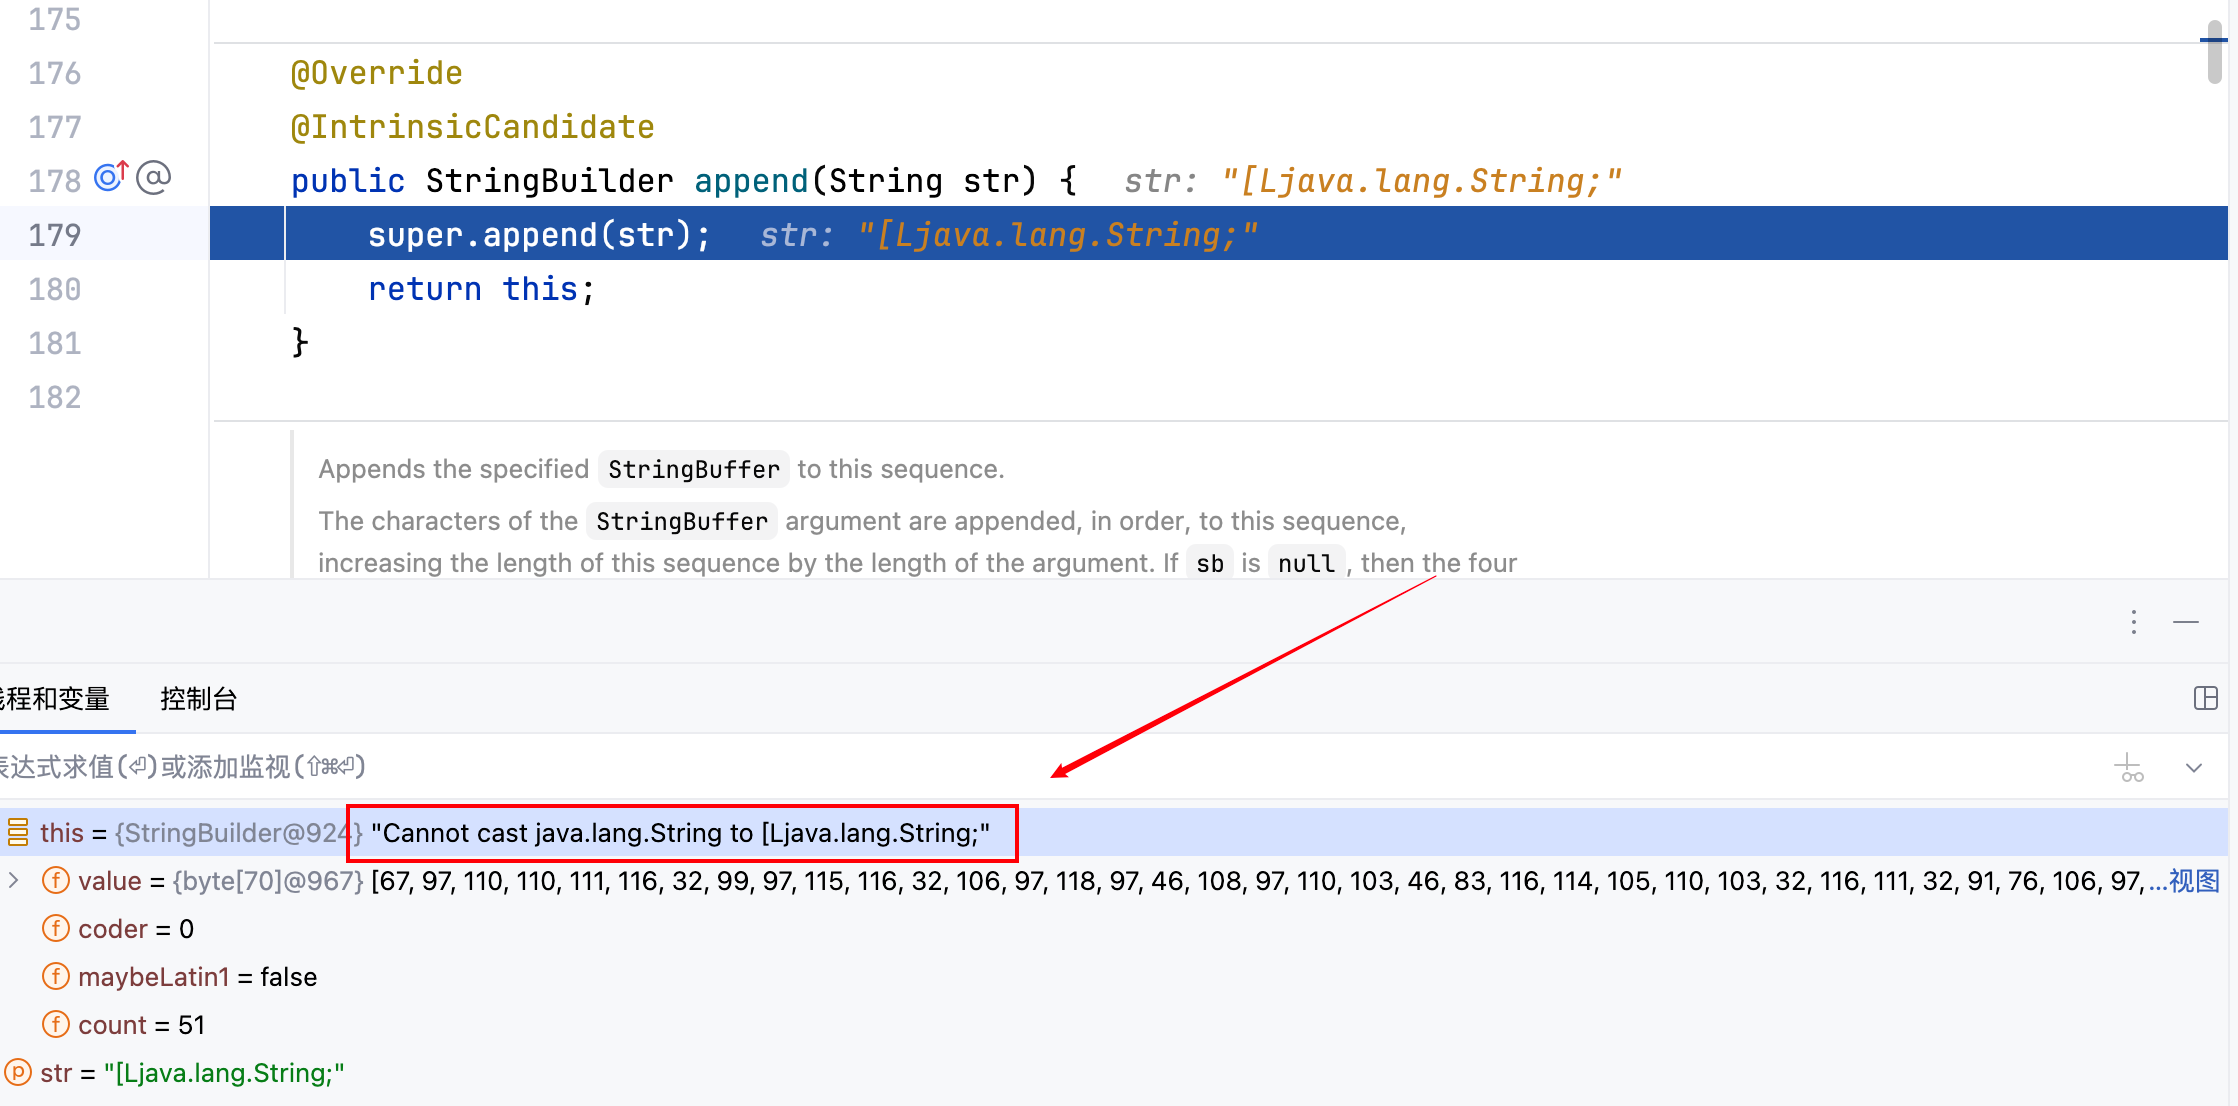 175
176 @Override
177 @IntrinsicCandidate
178 @ public StringBuilder append(String str) { str: "[Ljava.lang.String;"
179 super.append(str); str: "[Ljava.lang.String;"
180 return this;
181 }
182
Appends the specified StringBuffer to this sequence.
The characters of the StringBuffer argument are appended, in order, to this sequence,
increasing the length of this sequence by the length of the argument. If sb is null, then the four
程和变量 控制台
达式求值(⏎)或添加监视(⇧⌘⏎)
this = {StringBuilder@924} "Cannot cast java.lang.String to [Ljava.lang.String;"
f value = {byte[70]@967} [67, 97, 110, 110, 111, 116, 32, 99, 97, 115, 116, 32, 106, 97, 118, 97, 46, 108, 97, 110, 103, 46, 83, 116, 114, 105, 110, 103, 32, 116, 111, 32, 91, 76, 106, 97, ...视图
f coder = 0
f maybeLatin1 = false
f count = 51
p str = "[Ljava.lang.String;"